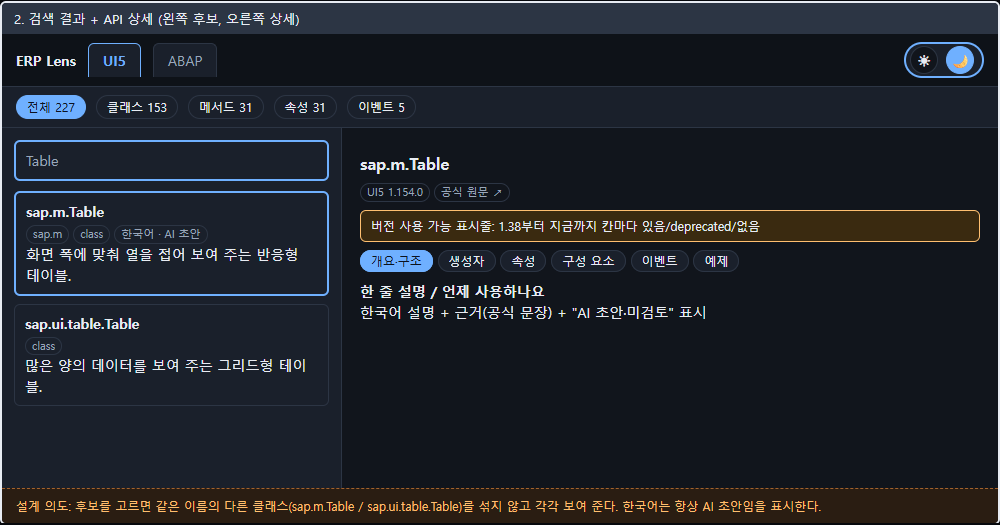 2. 검색 결과 + API 상세 (왼쪽 후보, 오른쪽 상세)
ERP Lens UI5 ABAP
전체 227 클래스 153 메서드 31 속성 31 이벤트 5
Table
sap.m.Table
sap.m class 한국어 · AI 초안
화면 폭에 맞춰 열을 접어 보여 주는 반응형
테이블.
sap.ui.table.Table
class
많은 양의 데이터를 보여 주는 그리드형 테이
블.
sap.m.Table
UI5 1.154.0 공식 원문 ↗
버전 사용 가능 표시줄: 1.38부터 지금까지 칸마다 있음/deprecated/없음
개요·구조 생성자 속성 구성 요소 이벤트 예제
한 줄 설명 / 언제 사용하나요
한국어 설명 + 근거(공식 문장) + "AI 초안·미검토" 표시
설계 의도: 후보를 고르면 같은 이름의 다른 클래스(sap.m.Table / sap.ui.table.Table)를 섞지 않고 각각 보여 준다. 한국어는 항상 AI 초안임을 표시한다.